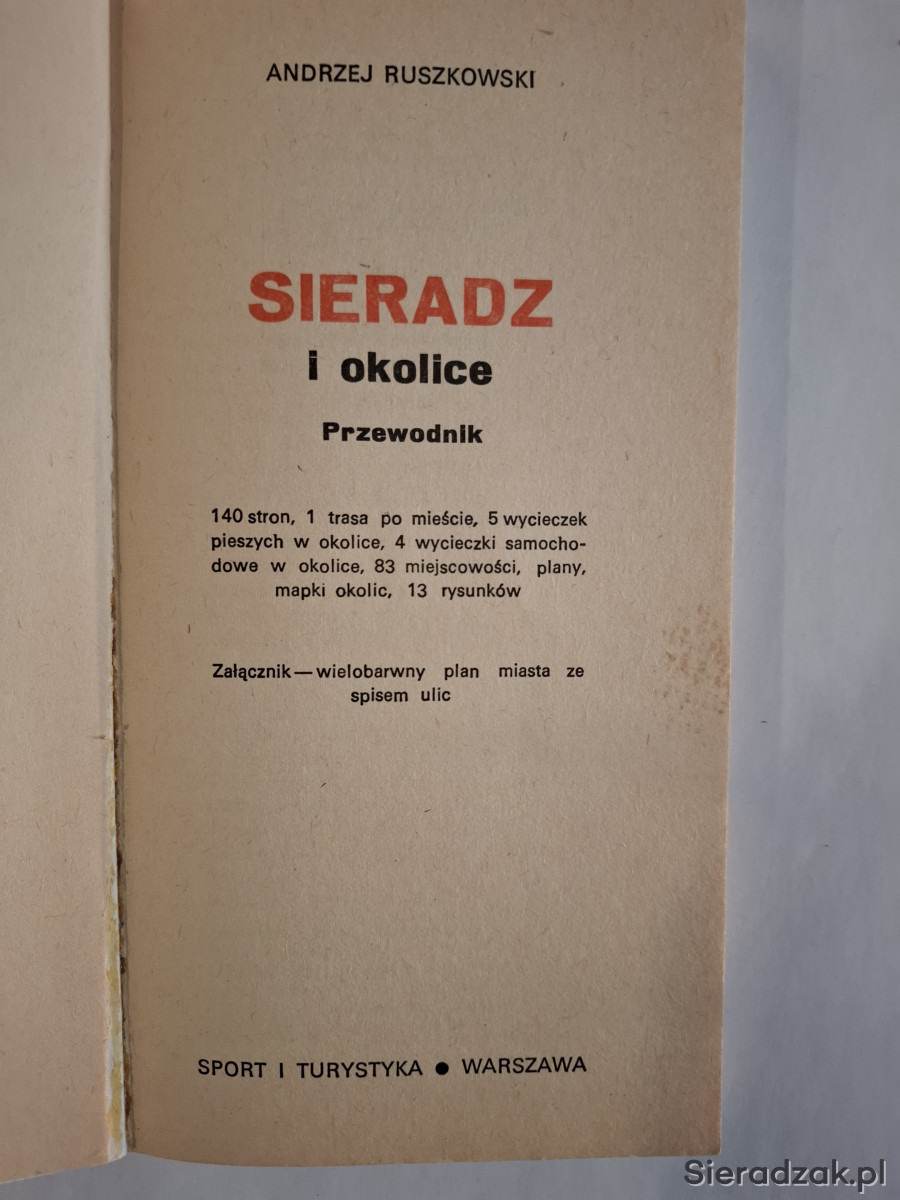 ANDRZEJ RUSZKOWSKI
SIERADZ
i okolice
Przewodnik
140 stron, 1 trasa po mieście, 5 wycieczek
pieszych w okolice, 4 wycieczki samocho-
dowe w okolice, 83 miejscowości, plany,
mapki okolic, 13 rysunków
Załącznik — wielobarwny plan miasta ze
spisem ulic
SPORT I TURYSTYKA ● WARSZAWA
Sieradzak.pl